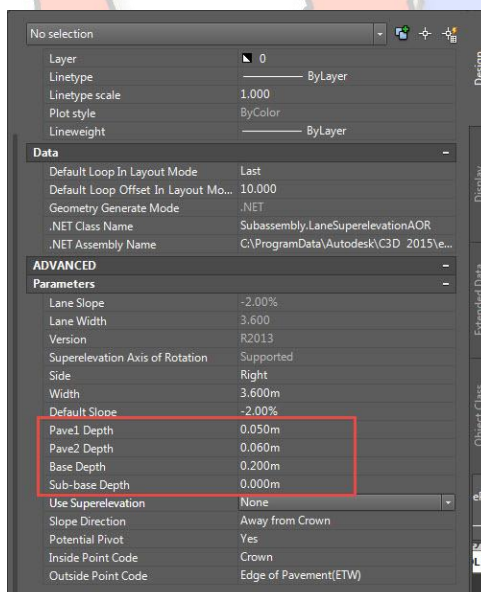 No selection
Layer 0
Linetype ByLayer
Linetype scale 1.000
Plot style ByColor
Lineweight ByLayer
Data
Default Loop In Layout Mode Last
Default Loop Offset In Layout Mo... 10.000
Geometry Generate Mode .NET
.NET Class Name Subassembly.LaneSuperelevationAOR
.NET Assembly Name C:\ProgramData\Autodesk\C3D 2015\e...
ADVANCED
Parameters
Lane Slope -2.00%
Lane Width 3.600
Version R2013
Superelevation Axis of Rotation Supported
Side Right
Width 3.600m
Default Slope -2.00%
Pave1 Depth 0.050m
Pave2 Depth 0.060m
Base Depth 0.200m
Sub-base Depth 0.000m
Use Superelevation None
Slope Direction Away from Crown
Potential Pivot Yes
Inside Point Code Crown
Outside Point Code Edge of Pavement(ETW)
Design
Display
Extended Data
Object Class